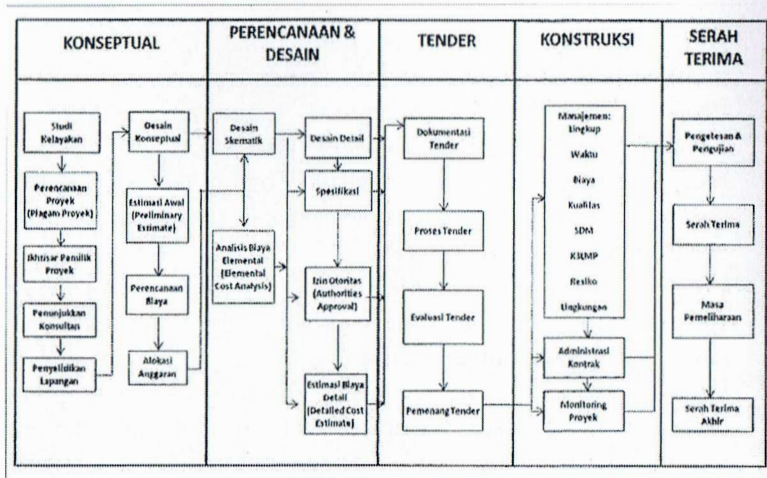 KONSEPTUAL
PERENCANAAN &
DESAIN
TENDER
KONSTRUKSI
SERAH
TERIMA
Studi
Kelayakan
Perencanaan
Proyek
(Piagam Proyek)
Ikhtisar Pemilik
Proyek
Penunjukkan
Konsultan
Penyelidikan
Lapangan
Desain
Konseptual
Estimasi Awal
(Preliminary
Estimate)
Perencanaan
Biaya
Alokasi
Anggaran
Desain
Skematik
Analisis Biaya
Elemental
(Elemental
Cost Analysis)
Desain Detail
Spesifikasi
Izin Otoritas
(Authorities
Approval)
Estimasi Biaya
Detail
(Detailed Cost
Estimate)
Dokumentasi
Tender
Proses Tender
Evaluasi Tender
Pemenang Tender
Manajemen:
Lingkup
Waktu
Biaya
Kualitas
SDM
Resiko
Lingkungan
Administrasi
Kontrak
Monitoring
Proyek
Pengetesan &
Pengujian
Serah Terima
Masa
Pemeliharaan
Serah Terima
Akhir